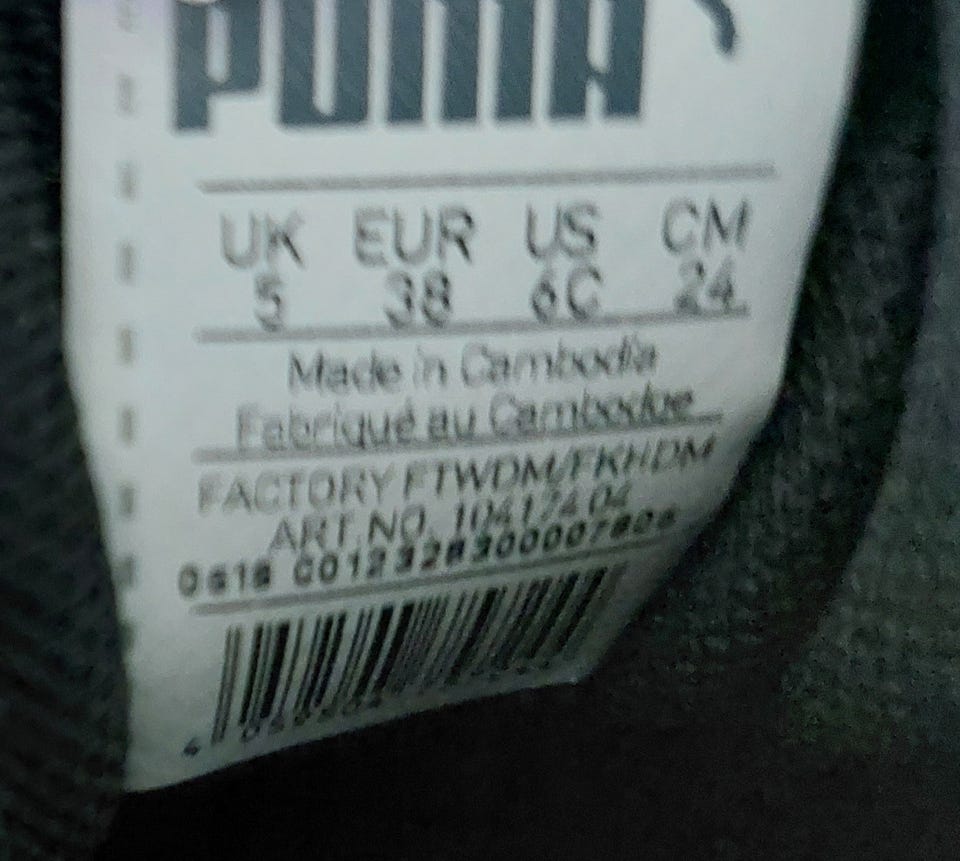 PUMA
UK EUR US CM
5 38 6C 24
Made in Cambodia
Fabriqué au Cambodge
FACTORY FTWDM/FKHDM
ART.NO. 104174 04